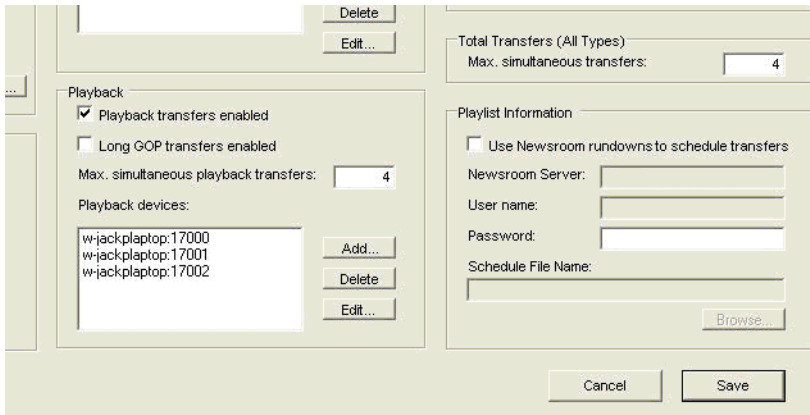 Delete
Edit...
...
Playback
Playback transfers enabled
Long GOP transfers enabled
Max. simultaneous playback transfers: 4
Playback devices:
w-jackplaptop:17000
w-jackplaptop:17001
w-jackplaptop:17002
Add...
Delete
Edit...
Total Transfers (All Types)
Max. simultaneous transfers: 4
Playlist Information
Use Newsroom rundowns to schedule transfers
Newsroom Server:
User name:
Password:
Schedule File Name:
Browse...
Cancel
Save